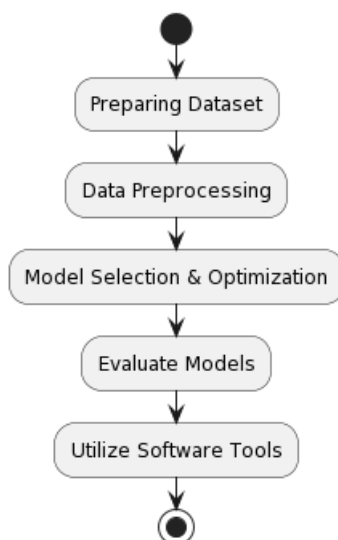 Preparing Dataset
Data Preprocessing
Model Selection & Optimization
Evaluate Models
Utilize Software Tools